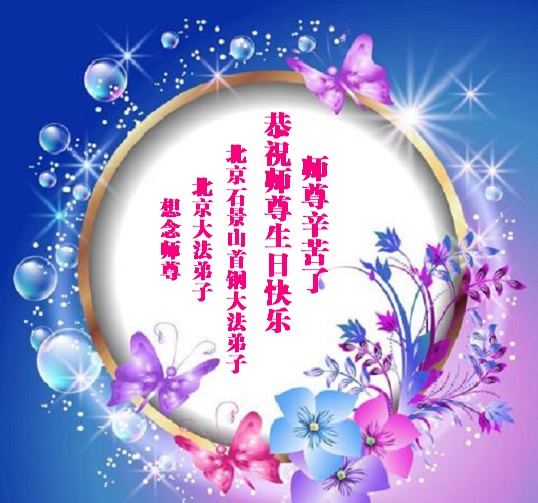 师尊辛苦了
恭祝师尊生日快乐
北京石景山首钢大法弟子
北京大法弟子
想念师尊